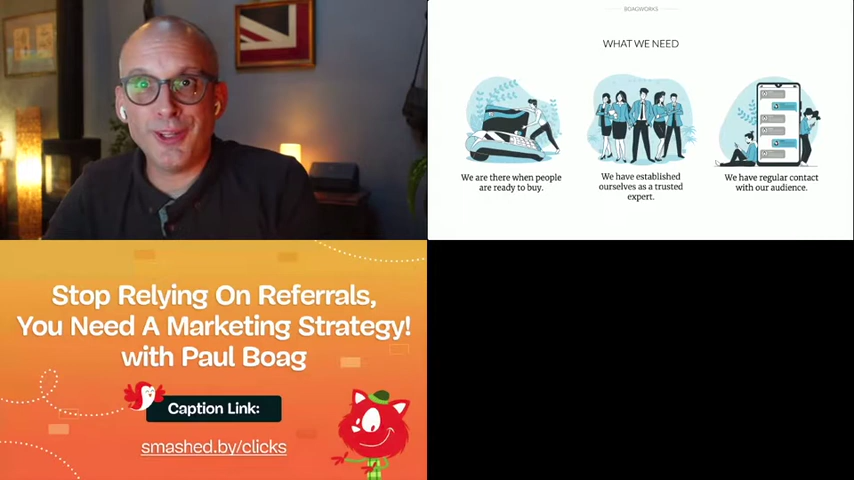 BOAGWORKS
WHAT WE NEED
We are there when people
are ready to buy.
We have established
ourselves as a trusted
expert.
We have regular contact
with our audience.
Stop Relying On Referrals,
You Need A Marketing Strategy!
with Paul Boag
Caption Link:
smashed.by/clicks